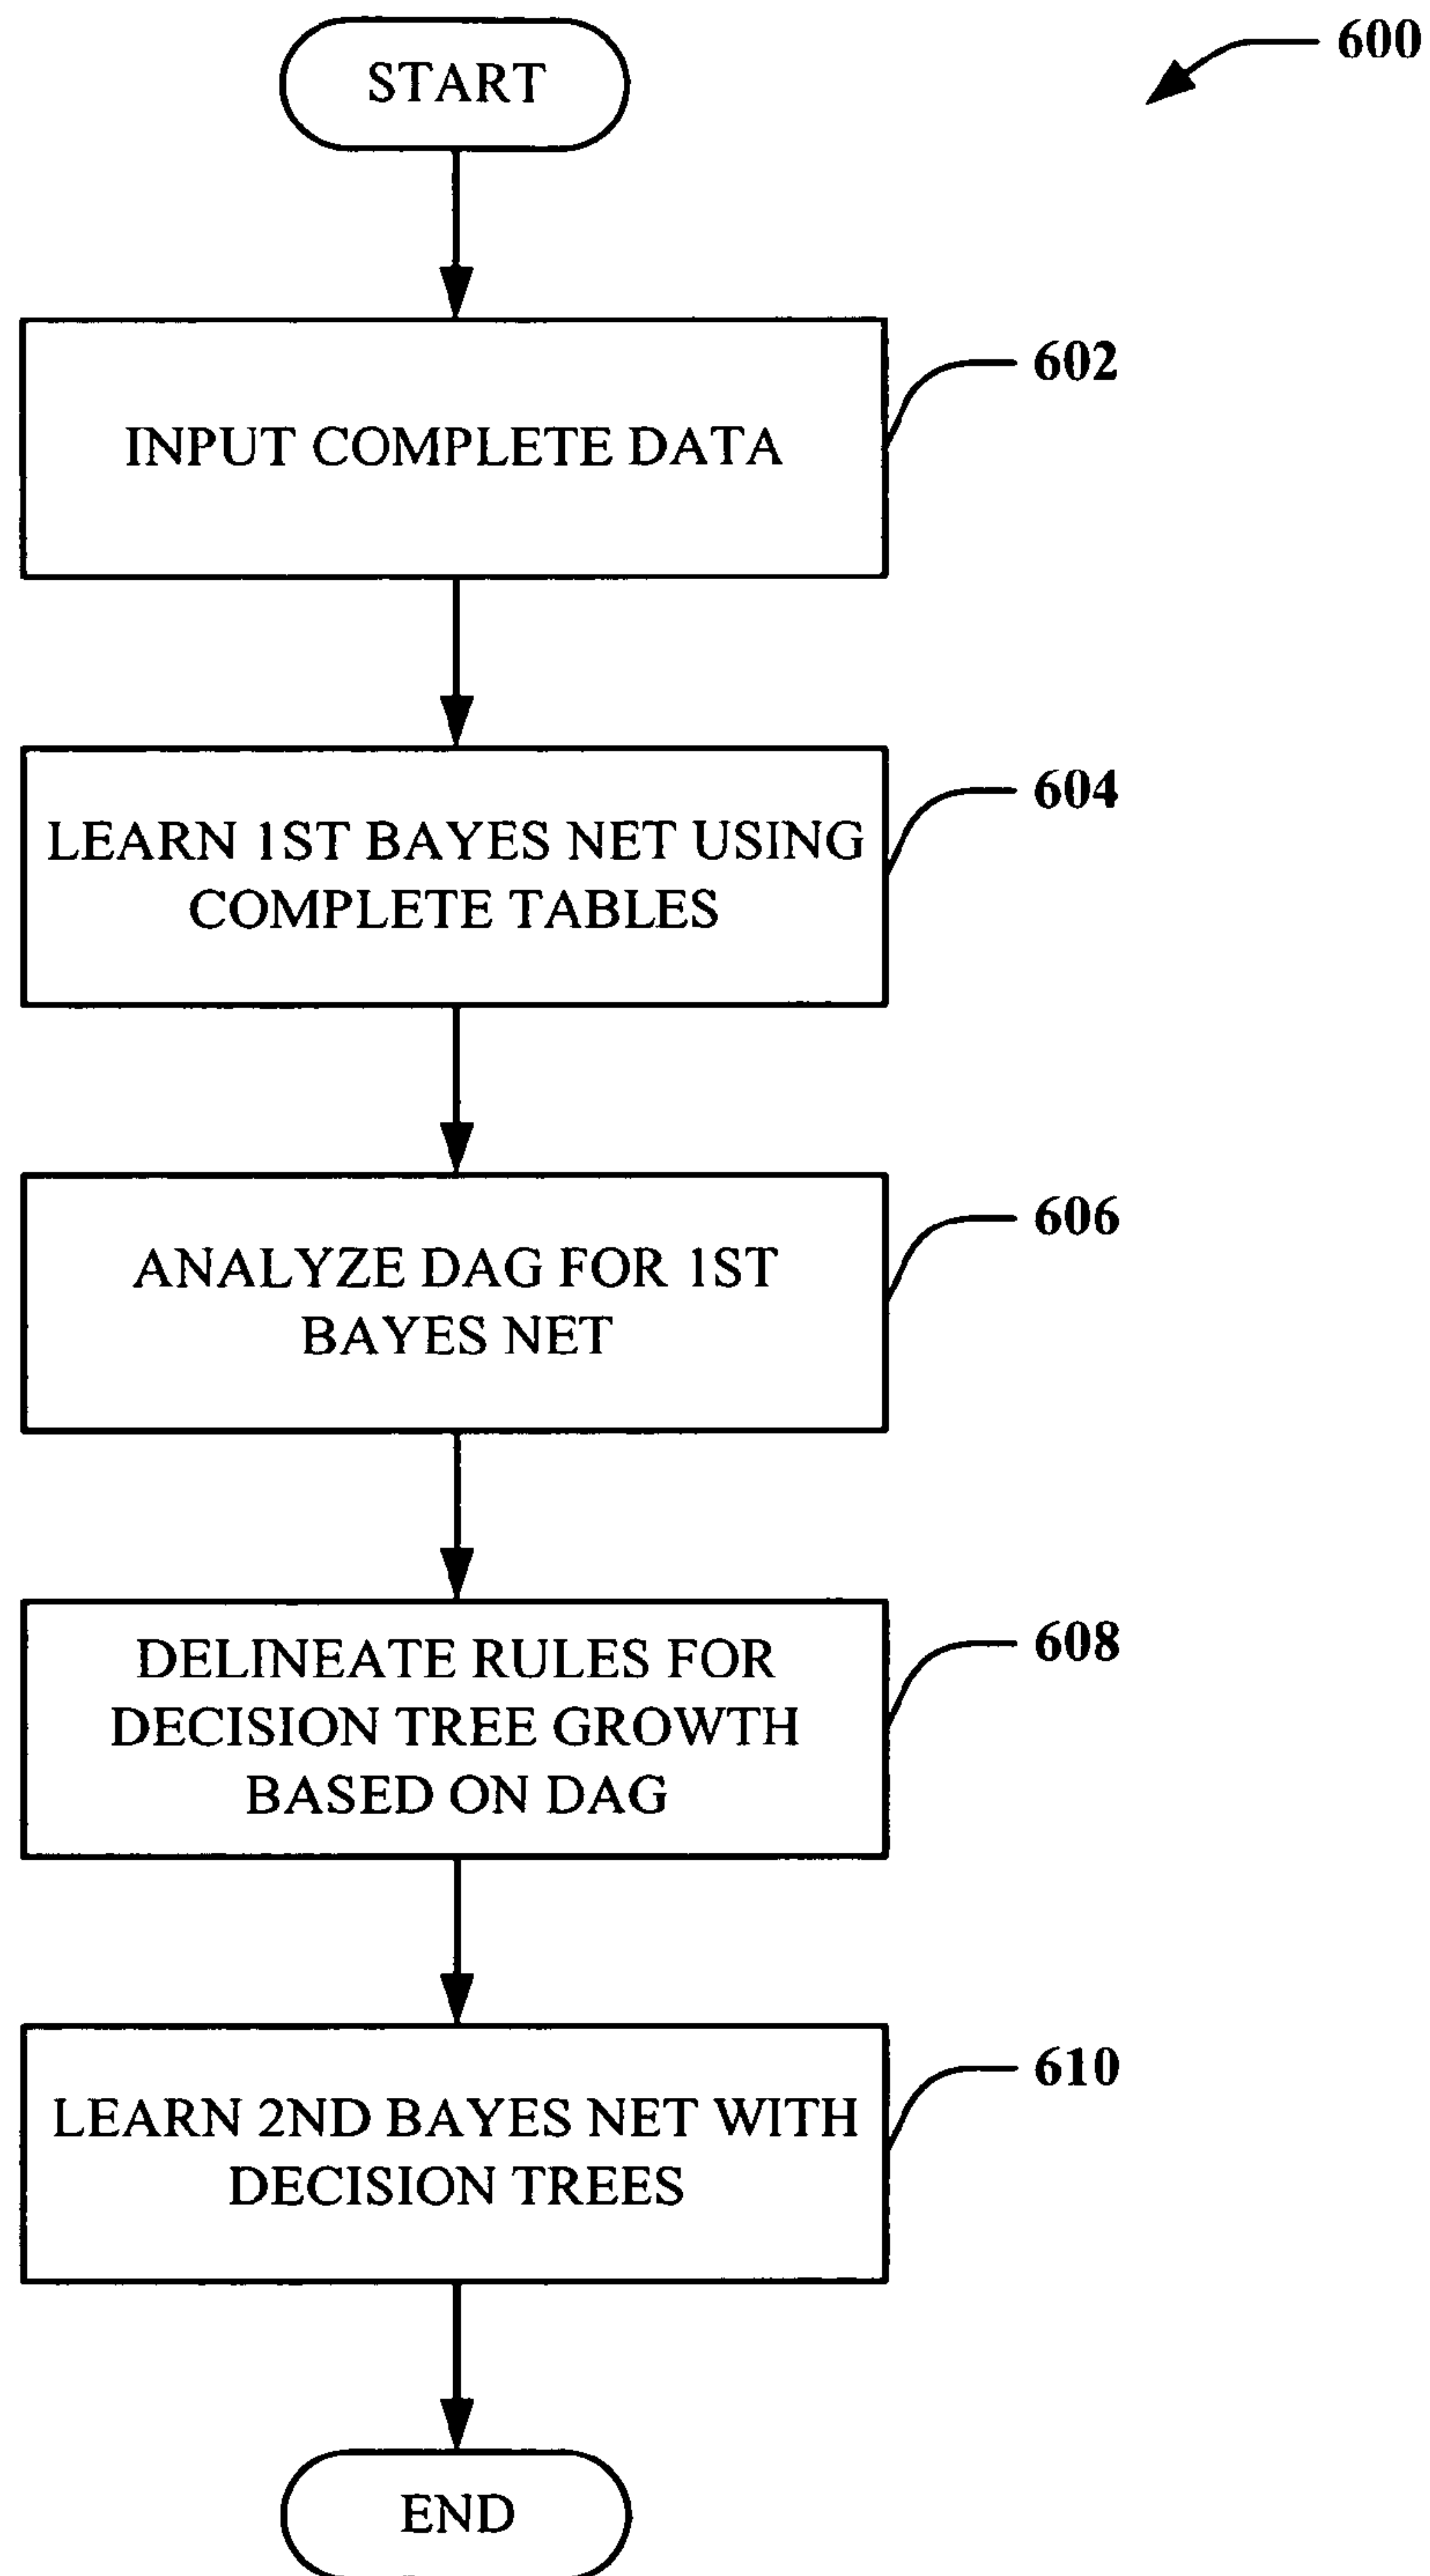 START
600
INPUT COMPLETE DATA
602
LEARN 1ST BAYES NET USING
COMPLETE TABLES
604
ANALYZE DAG FOR 1ST
BAYES NET
606
DELINEATE RULES FOR
DECISION TREE GROWTH
BASED ON DAG
608
LEARN 2ND BAYES NET WITH
DECISION TREES
610
END